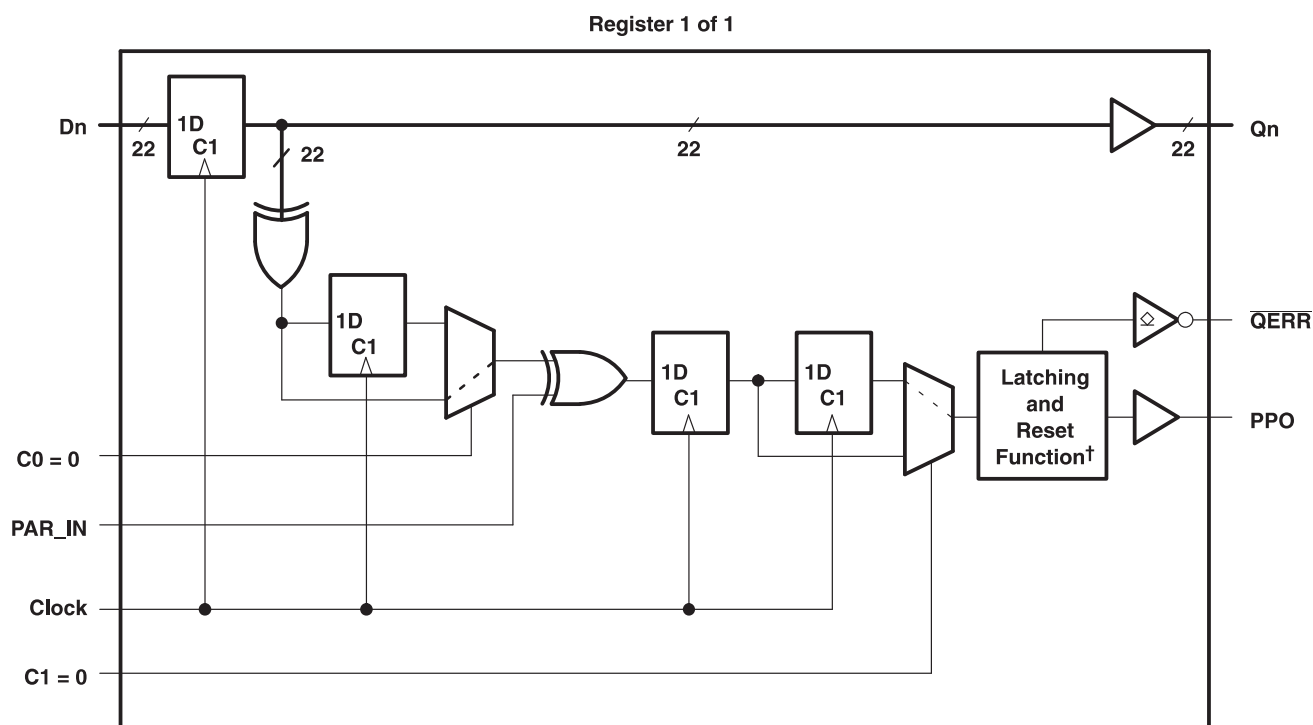 Register 1 of 1
Dn
22
1D
C1
22
22
22
Qn
1D
C1
1D
C1
1D
C1
Latching
and
Reset
Function†
QERR
PPO
C0 = 0
PAR_IN
Clock
C1 = 0